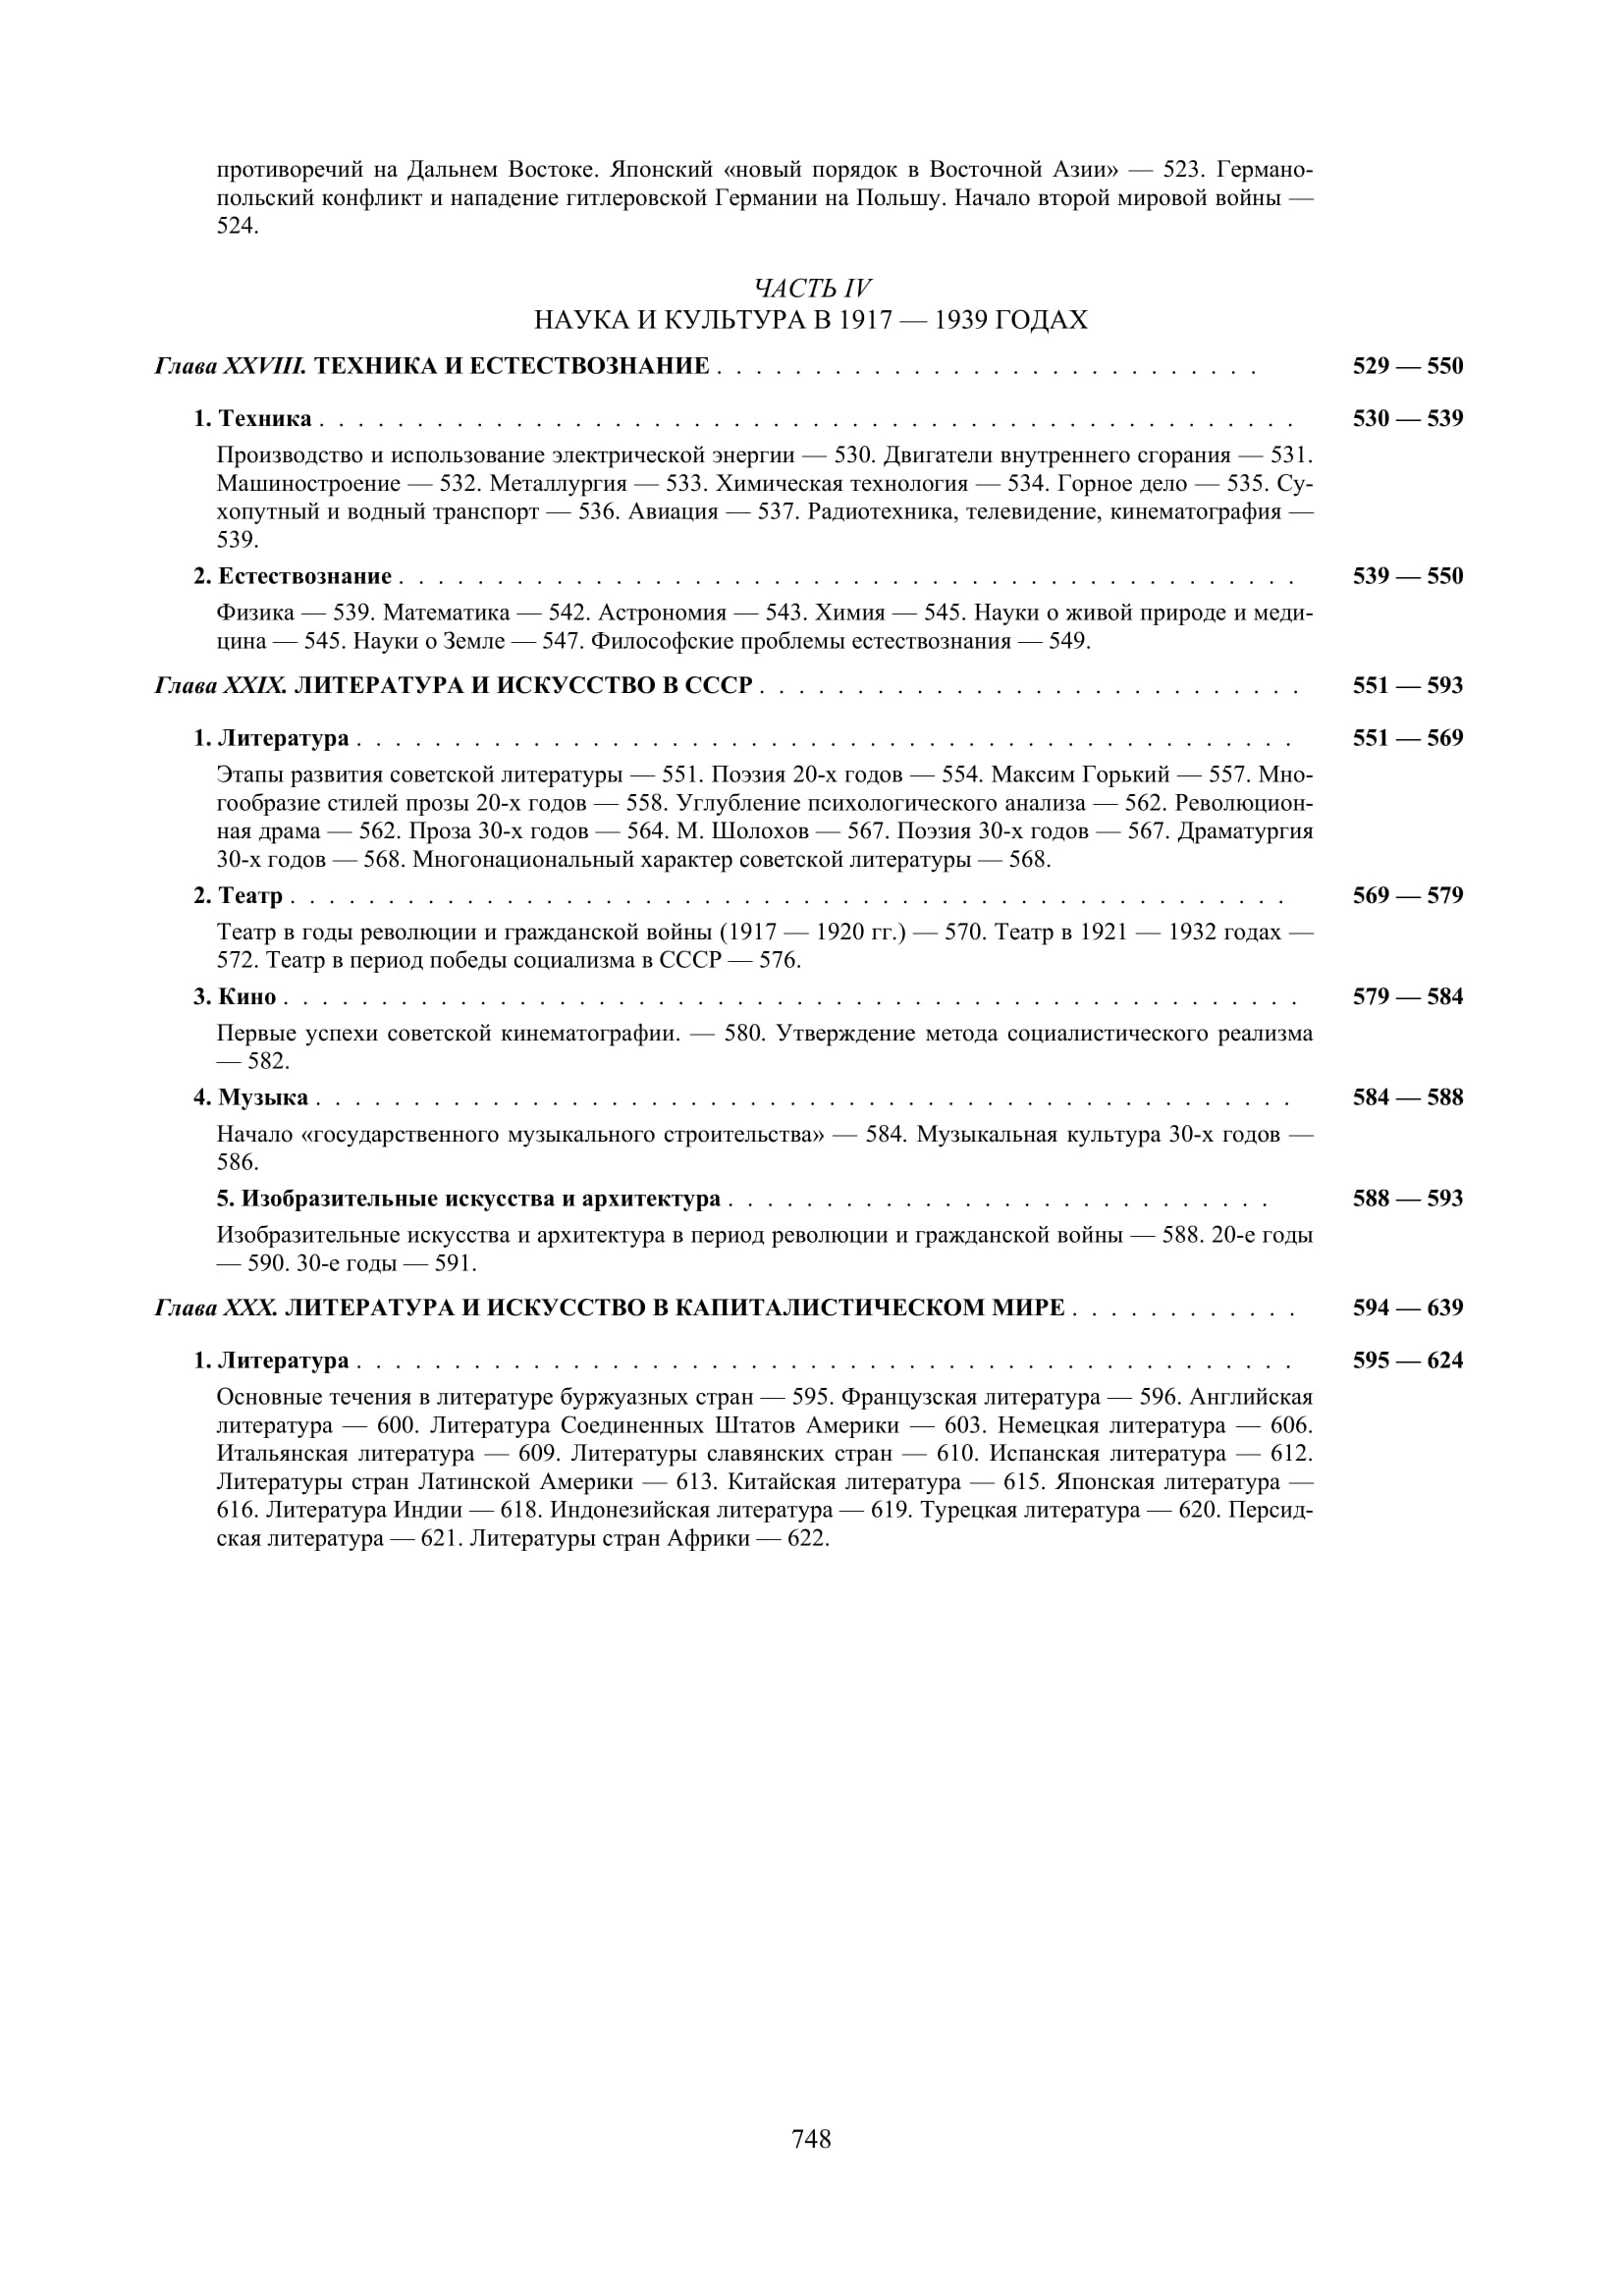 противоречий на Дальнем Востоке. Японский «новый порядок в Восточной Азии» — 523. Германо-
польский конфликт и нападение гитлеровской Германии на Польшу. Начало второй мировой войны —
524.
ЧАСТЬ IV
НАУКА И КУЛЬТУРА В 1917 — 1939 ГОДАХ
Глава XXVIII. ТЕХНИКА И ЕСТЕСТВОЗНАНИЕ . . . . . . . . . . . . . . . . . . . . . . . . . . . . 529 — 550
1. Техника . . . . . . . . . . . . . . . . . . . . . . . . . . . . . . . . . . . . . . . . . . . . . . . . . . 530 — 539
Производство и использование электрической энергии — 530. Двигатели внутреннего сгорания — 531.
Машиностроение — 532. Металлургия — 533. Химическая технология — 534. Горное дело — 535. Су-
хопутный и водный транспорт — 536. Авиация — 537. Радиотехника, телевидение, кинематография —
539.
2. Естествознание . . . . . . . . . . . . . . . . . . . . . . . . . . . . . . . . . . . . . . . . . . . . . . 539 — 550
Физика — 539. Математика — 542. Астрономия — 543. Химия — 545. Науки о живой природе и меди-
цина — 545. Науки о Земле — 547. Философские проблемы естествознания — 549.
Глава XXIX. ЛИТЕРАТУРА И ИСКУССТВО В СССР . . . . . . . . . . . . . . . . . . . . . . . . . . . . 551 — 593
1. Литература . . . . . . . . . . . . . . . . . . . . . . . . . . . . . . . . . . . . . . . . . . . . . . . . 551 — 569
Этапы развития советской литературы — 551. Поэзия 20-х годов — 554. Максим Горький — 557. Мно-
гообразие стилей прозы 20-х годов — 558. Углубление психологического анализа — 562. Революцион-
ная драма — 562. Проза 30-х годов — 564. М. Шолохов — 567. Поэзия 30-х годов — 567. Драматургия
30-х годов — 568. Многонациональный характер советской литературы — 568.
2. Театр . . . . . . . . . . . . . . . . . . . . . . . . . . . . . . . . . . . . . . . . . . . . . . . . . . . 569 — 579
Театр в годы революции и гражданской войны (1917 — 1920 гг.) — 570. Театр в 1921 — 1932 годах —
572. Театр в период победы социализма в СССР — 576.
3. Кино . . . . . . . . . . . . . . . . . . . . . . . . . . . . . . . . . . . . . . . . . . . . . . . . . . . . 579 — 584
Первые успехи советской кинематографии. — 580. Утверждение метода социалистического реализма
— 582.
4. Музыка . . . . . . . . . . . . . . . . . . . . . . . . . . . . . . . . . . . . . . . . . . . . . . . . . . 584 — 588
Начало «государственного музыкального строительства» — 584. Музыкальная культура 30-х годов —
586.
5. Изобразительные искусства и архитектура . . . . . . . . . . . . . . . . . . . . . . . . . . . . 588 — 593
Изобразительные искусства и архитектура в период революции и гражданской войны — 588. 20-е годы
— 590. 30-е годы — 591.
Глава XXX. ЛИТЕРАТУРА И ИСКУССТВО В КАПИТАЛИСТИЧЕСКОМ МИРЕ . . . . . . . . . . . . 594 — 639
1. Литература . . . . . . . . . . . . . . . . . . . . . . . . . . . . . . . . . . . . . . . . . . . . . . . . 595 — 624
Основные течения в литературе буржуазных стран — 595. Французская литература — 596. Английская
литература — 600. Литература Соединенных Штатов Америки — 603. Немецкая литература — 606.
Итальянская литература — 609. Литературы славянских стран — 610. Испанская литература — 612.
Литературы стран Латинской Америки — 613. Китайская литература — 615. Японская литература —
616. Литература Индии — 618. Индонезийская литература — 619. Турецкая литература — 620. Персид-
ская литература — 621. Литературы стран Африки — 622.
748